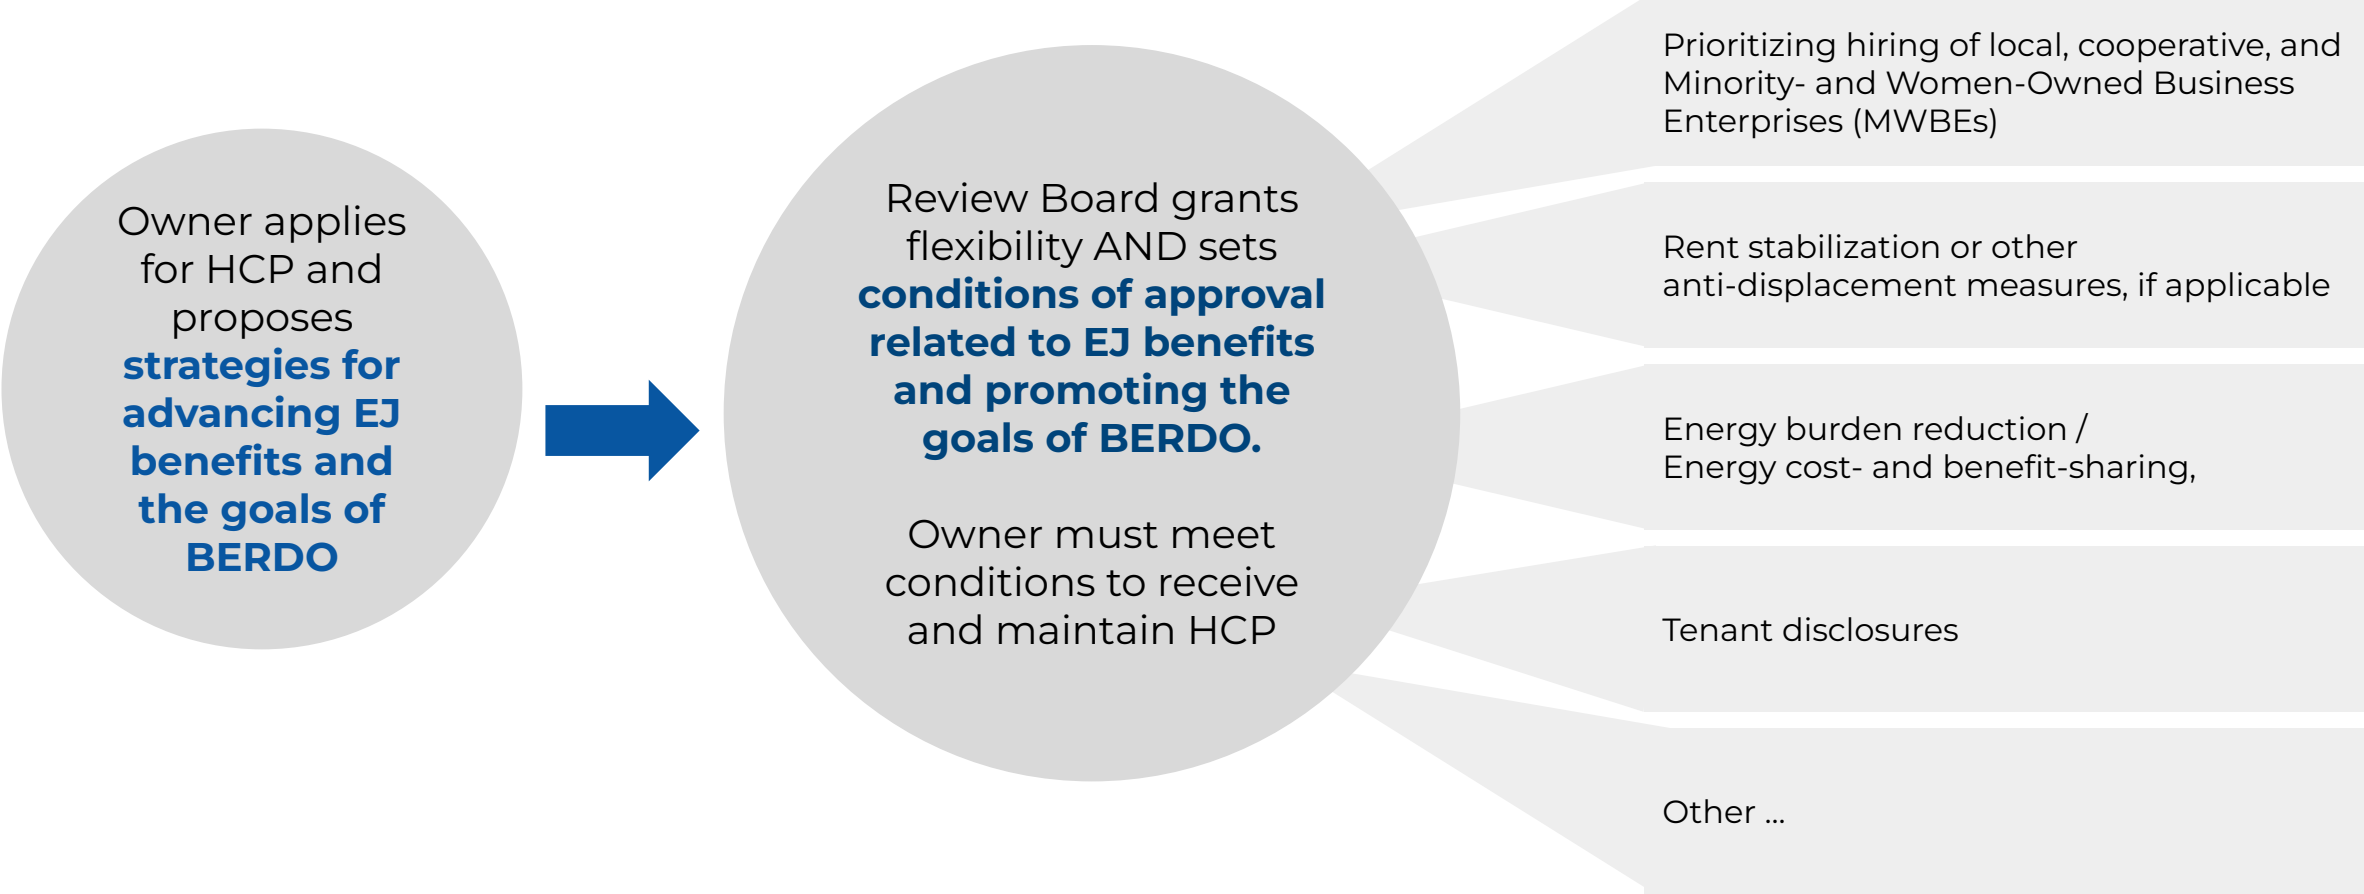 Owner applies
for HCP and
proposes
strategies for
advancing EJ
benefits and
the goals of
BERDO
Review Board grants
flexibility AND sets
conditions of approval
related to EJ benefits
and promoting the
goals of BERDO.
Owner must meet
conditions to receive
and maintain HCP
Prioritizing hiring of local, cooperative, and
Minority- and Women-Owned Business
Enterprises (MWBEs)
Rent stabilization or other
anti-displacement measures, if applicable
Energy burden reduction /
Energy cost- and benefit-sharing,
Tenant disclosures
Other ...